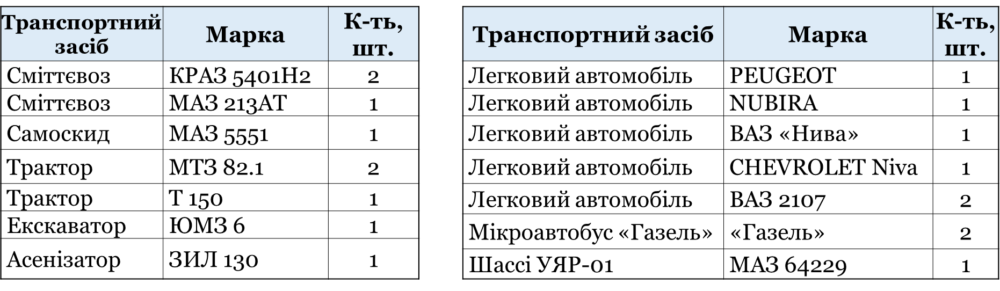 Транспортний засіб Марка К-ть, шт.
Сміттєвоз КРАЗ 5401Н2 2
Сміттєвоз МАЗ 213АТ 1
Самоскид МАЗ 5551 1
Трактор МТЗ 82.1 2
Трактор Т 150 1
Екскаватор ЮМЗ 6 1
Асенізатор ЗИЛ 130 1
Транспортний засіб Марка К-ть, шт.
Легковий автомобіль PEUGEOT 1
Легковий автомобіль NUBIRA 1
Легковий автомобіль ВАЗ «Нива» 1
Легковий автомобіль CHEVROLET Niva 1
Легковий автомобіль ВАЗ 2107 2
Мікроавтобус «Газель» «Газель» 2
Шассі УЯР-01 МАЗ 64229 1